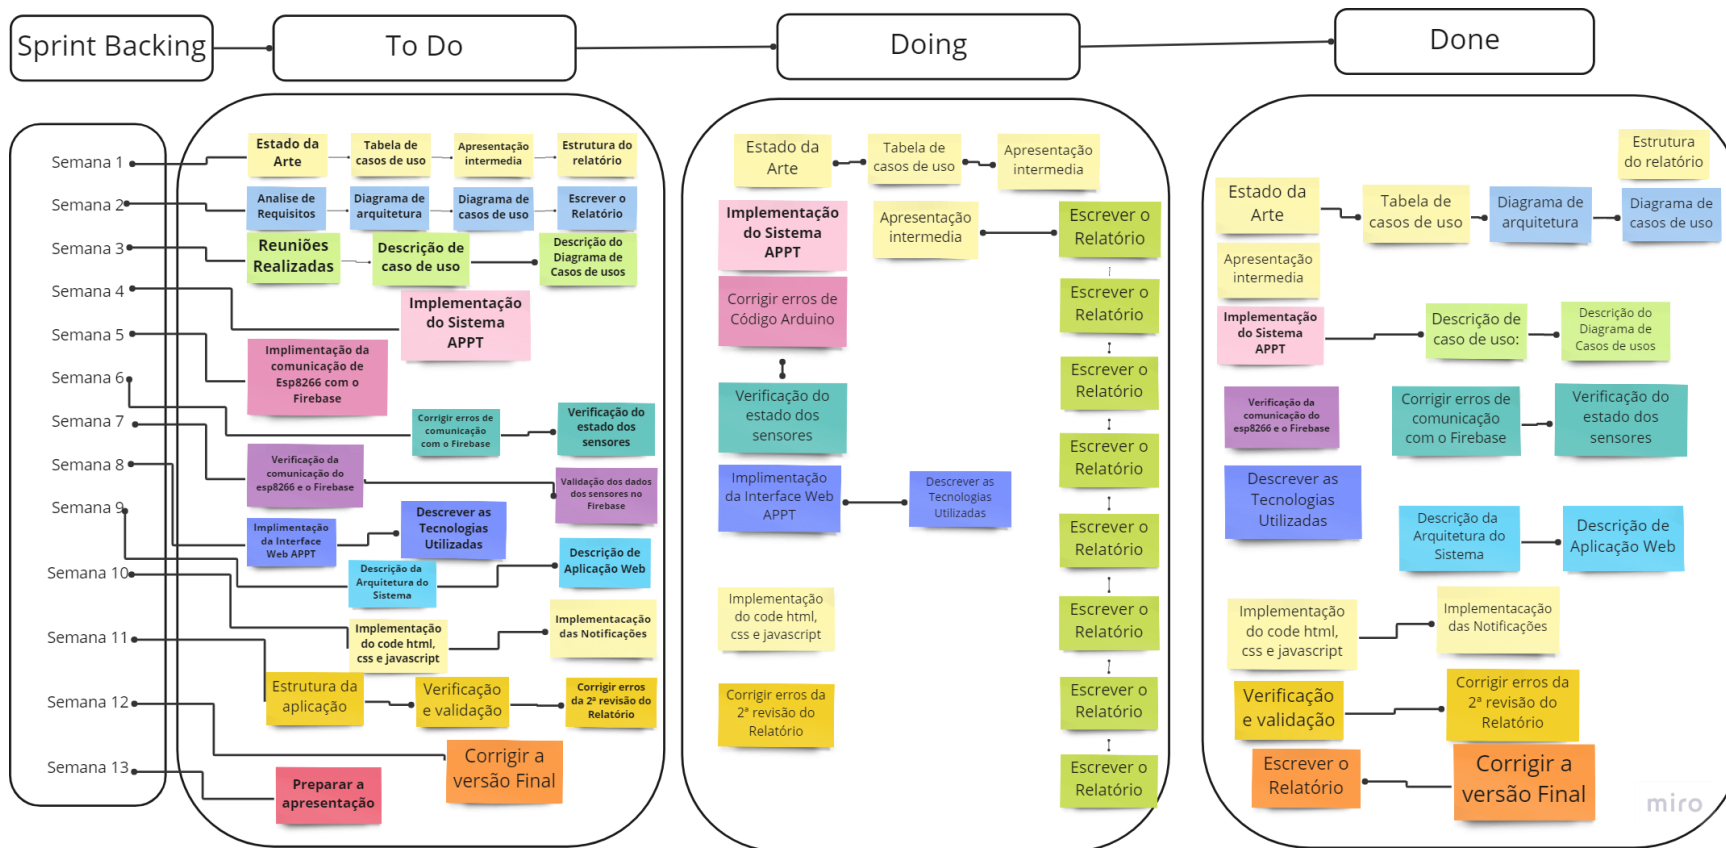 Sprint Backing
To Do
Doing
Done
Semana 1
Semana 2
Semana 3
Semana 4
Semana 5
Semana 6
Semana 7
Semana 8
Semana 9
Semana 10
Semana 11
Semana 12
Semana 13
Estado da
Arte
Tabela de
casos de uso
Apresentação
intermedia
Estrutura do
relatório
Analise de
Requisitos
Diagrama de
arquitetura
Diagrama de
casos de uso
Escrever o
Relatório
Reuniões
Realizadas
Descrição de
caso de uso
Descrição do
Diagrama de
Casos de usos
Implementação
do Sistema
APPT
Implimentação da
comunicação de
Esp8266 com o
Firebase
Corrigir erros de
comunicação
com o Firebase
Verificação do
estado dos
sensores
Verificação da
comunicação do
esp8266 e o Firebase
Validação dos dados
dos sensores no
Firebase
Implimentação
da Interface
Web APPT
Descrever as
Tecnologias
Utilizadas
Descrição da
Arquitetura do
Sistema
Descrição de
Aplicação Web
Implementação
do code html,
css e javascript
Implementacação
das Notificações
Estrutura da
aplicação
Verificação
e validação
Corrigir erros
da 2ª revisão do
Relatório
Corrigir a
versão Final
Preparar a
apresentação
Estado da
Arte
Tabela de
casos de uso
Apresentação
intermedia
Implementação
do Sistema
APPT
Apresentação
intermedia
Escrever o
Relatório
Corrigir erros de
Código Arduino
Escrever o
Relatório
Verificação do
estado dos
sensores
Escrever o
Relatório
Escrever o
Relatório
Implimentação
da Interface Web
APPT
Descrever as
Tecnologias
Utilizadas
Escrever o
Relatório
Implementação
do code html,
css e javascript
Escrever o
Relatório
Corrigir erros da
2ª revisão do
Relatório
Escrever o
Relatório
Escrever o
Relatório
Estrutura
do relatório
Estado da
Arte
Tabela de
casos de uso
Diagrama de
arquitetura
Diagrama de
casos de uso
Apresentação
intermedia
Implementação
do Sistema
APPT
Descrição de
caso de uso:
Descrição do
Diagrama de
Casos de usos
Verificação da
comunicação do
esp8266 e o Firebase
Corrigir erros de
comunicação
com o Firebase
Verificação do
estado dos
sensores
Descrever as
Tecnologias
Utilizadas
Descrição da
Arquitetura do
Sistema
Descrição de
Aplicação Web
Implementação
do code html,
css e javascript
Implementacação
das Notificações
Verificação
e validação
Corrigir erros da
2ª revisão do
Relatório
Escrever o
Relatório
Corrigir a
versão Final
miro